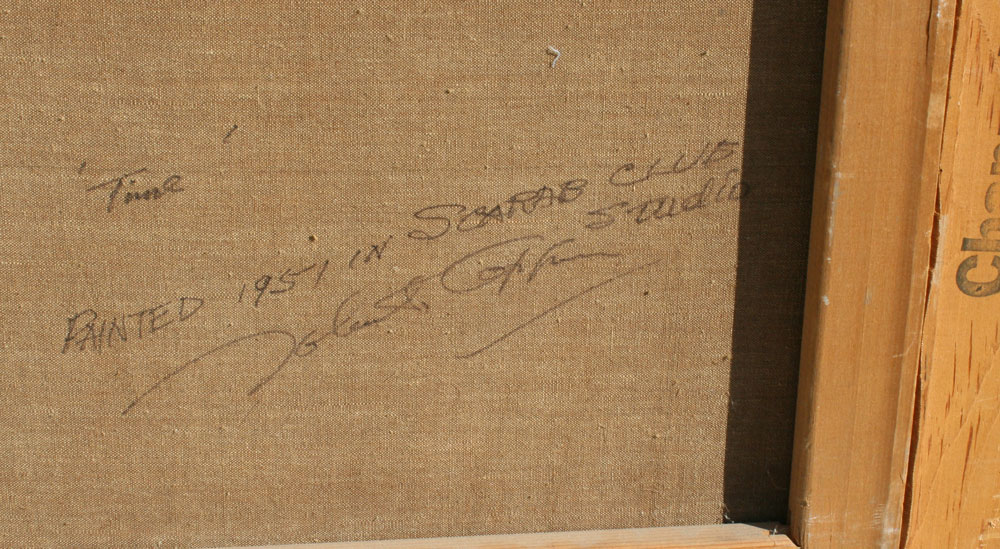 'Time'
PAINTED 1951 IN SCARAB CLUB
Studio